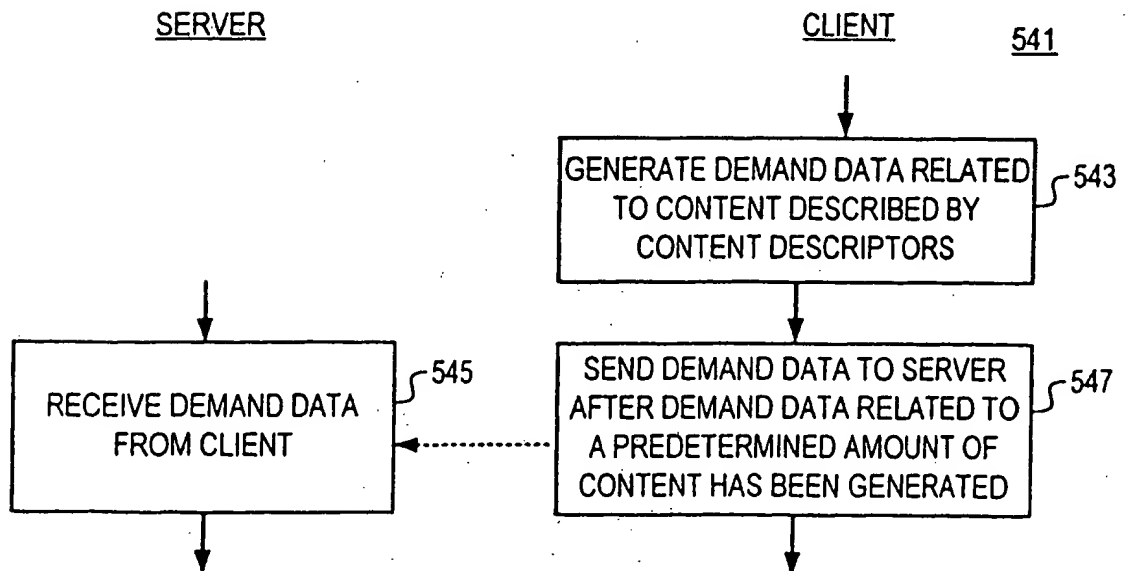 SERVER
CLIENT
541
GENERATE DEMAND DATA RELATED
TO CONTENT DESCRIBED BY
CONTENT DESCRIPTORS
543
RECEIVE DEMAND DATA
FROM CLIENT
545
SEND DEMAND DATA TO SERVER
AFTER DEMAND DATA RELATED TO
A PREDETERMINED AMOUNT OF
CONTENT HAS BEEN GENERATED
547